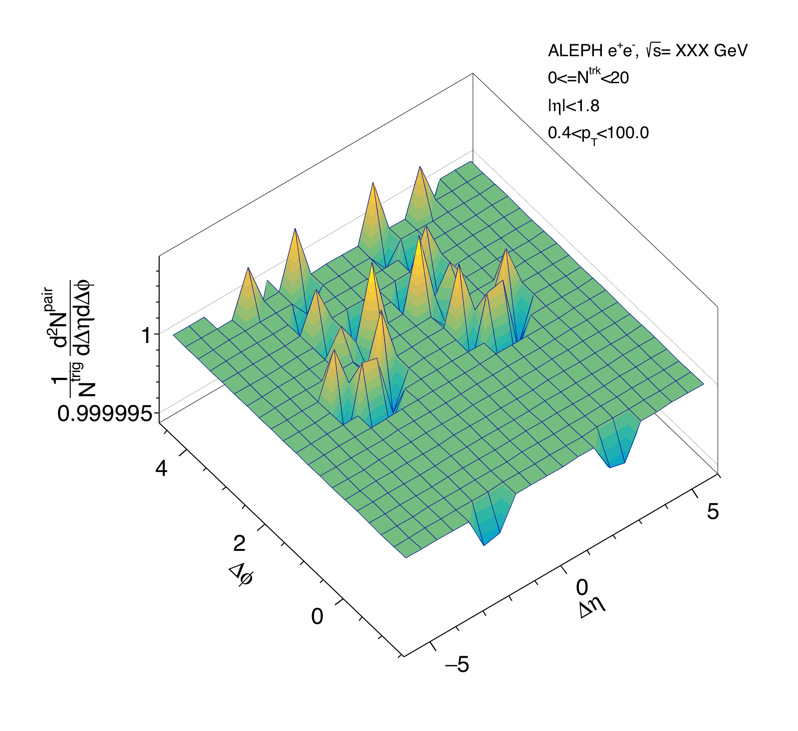 ALEPH e⁺e⁻, √s= XXX GeV
0<=N^trk<20
|η|<1.8
0.4<p_T<100.0
1/N^trig d²N^pair/dΔηdΔϕ
1
0.999995
4
2
0
Δϕ
−5
0
5
Δη